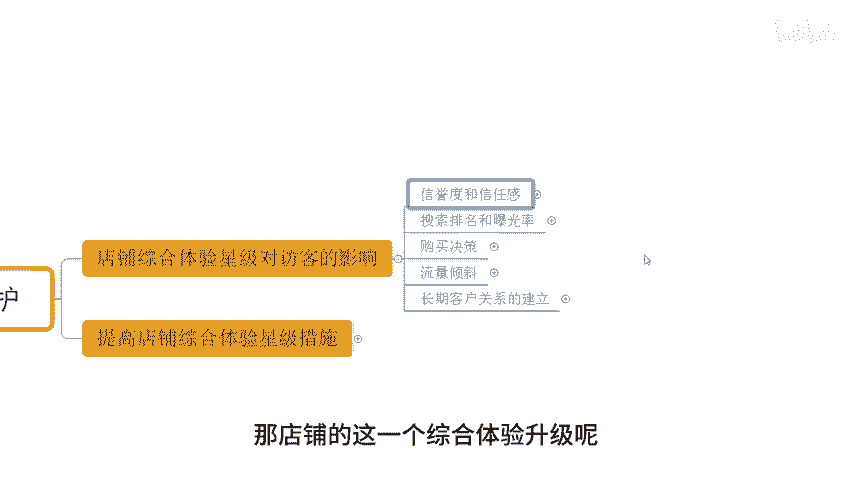 信誉度和信任感
搜索排名和曝光率
店铺综合体验星级对访客的影响
购买决策
流量倾斜
护
长期客户关系的建立
提高店铺综合体验星级措施
那店铺的这一个综合体验升级呢